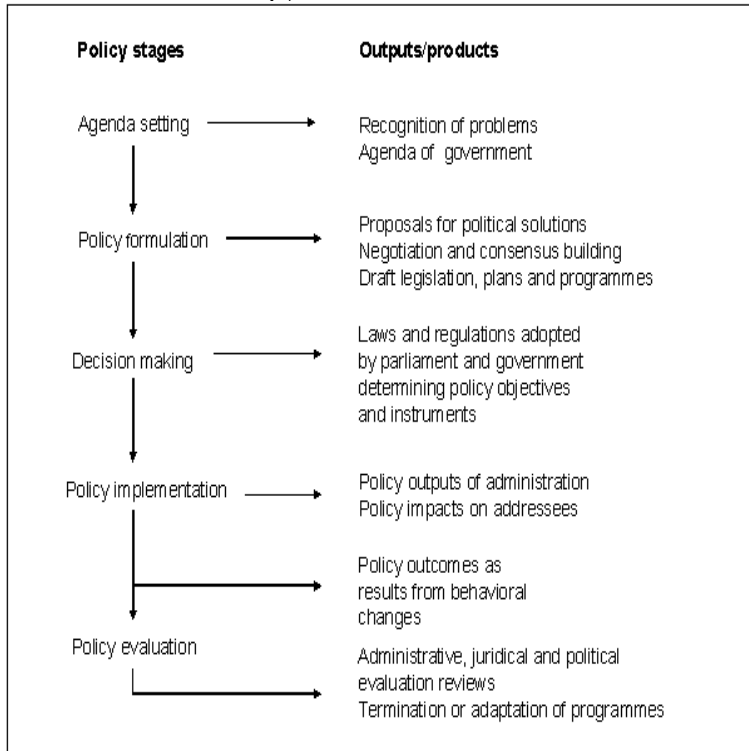 Policy stages
Outputs/products
Agenda setting
Recognition of problems
Agenda of government
Policy formulation
Proposals for political solutions
Negotiation and consensus building
Draft legislation, plans and programmes
Decision making
Laws and regulations adopted
by parliament and government
determining policy objectives
and instruments
Policy implementation
Policy outputs of administration
Policy impacts on addressees
Policy outcomes as
results from behavioral
changes
Policy evaluation
Administrative, juridical and political
evaluation reviews
Termination or adaptation of programmes